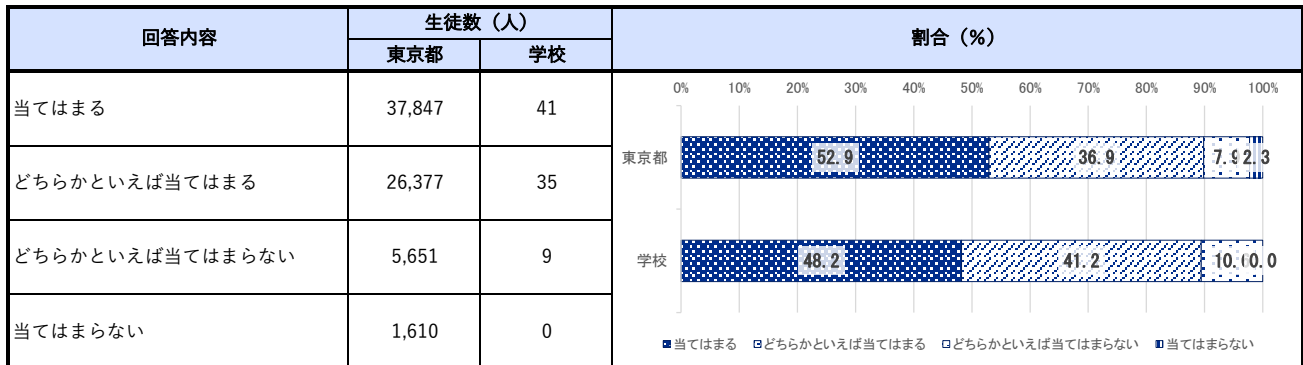 回答内容
生徒数（人）
割合（%）
東京都
学校
当てはまる
37,847
41
どちらかといえば当てはまる
26,377
35
どちらかといえば当てはまらない
5,651
9
当てはまらない
1,610
0
0% 10% 20% 30% 40% 50% 60% 70% 80% 90% 100%
東京都 52.9 36.9 7.9 2.3
学校 48.2 41.2 0.0
当てはまる どちらかといえば当てはまる どちらかといえば当てはまらない 当てはまらない